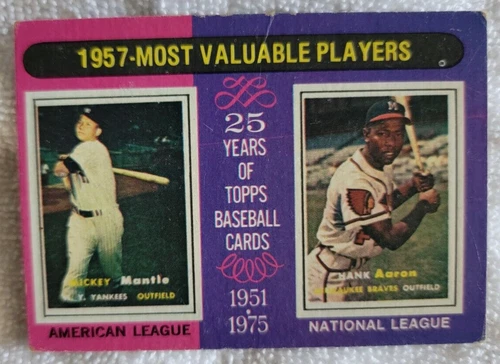 1957-MOST VALUABLE PLAYERS
MICKEY Mantle
N. Y. YANKEES OUTFIELD
AMERICAN LEAGUE
25
YEARS
OF
TOPPS
BASEBALL
CARDS
1951
1975
HANK Aaron
MILWAUKEE BRAVES OUTFIELD
NATIONAL LEAGUE